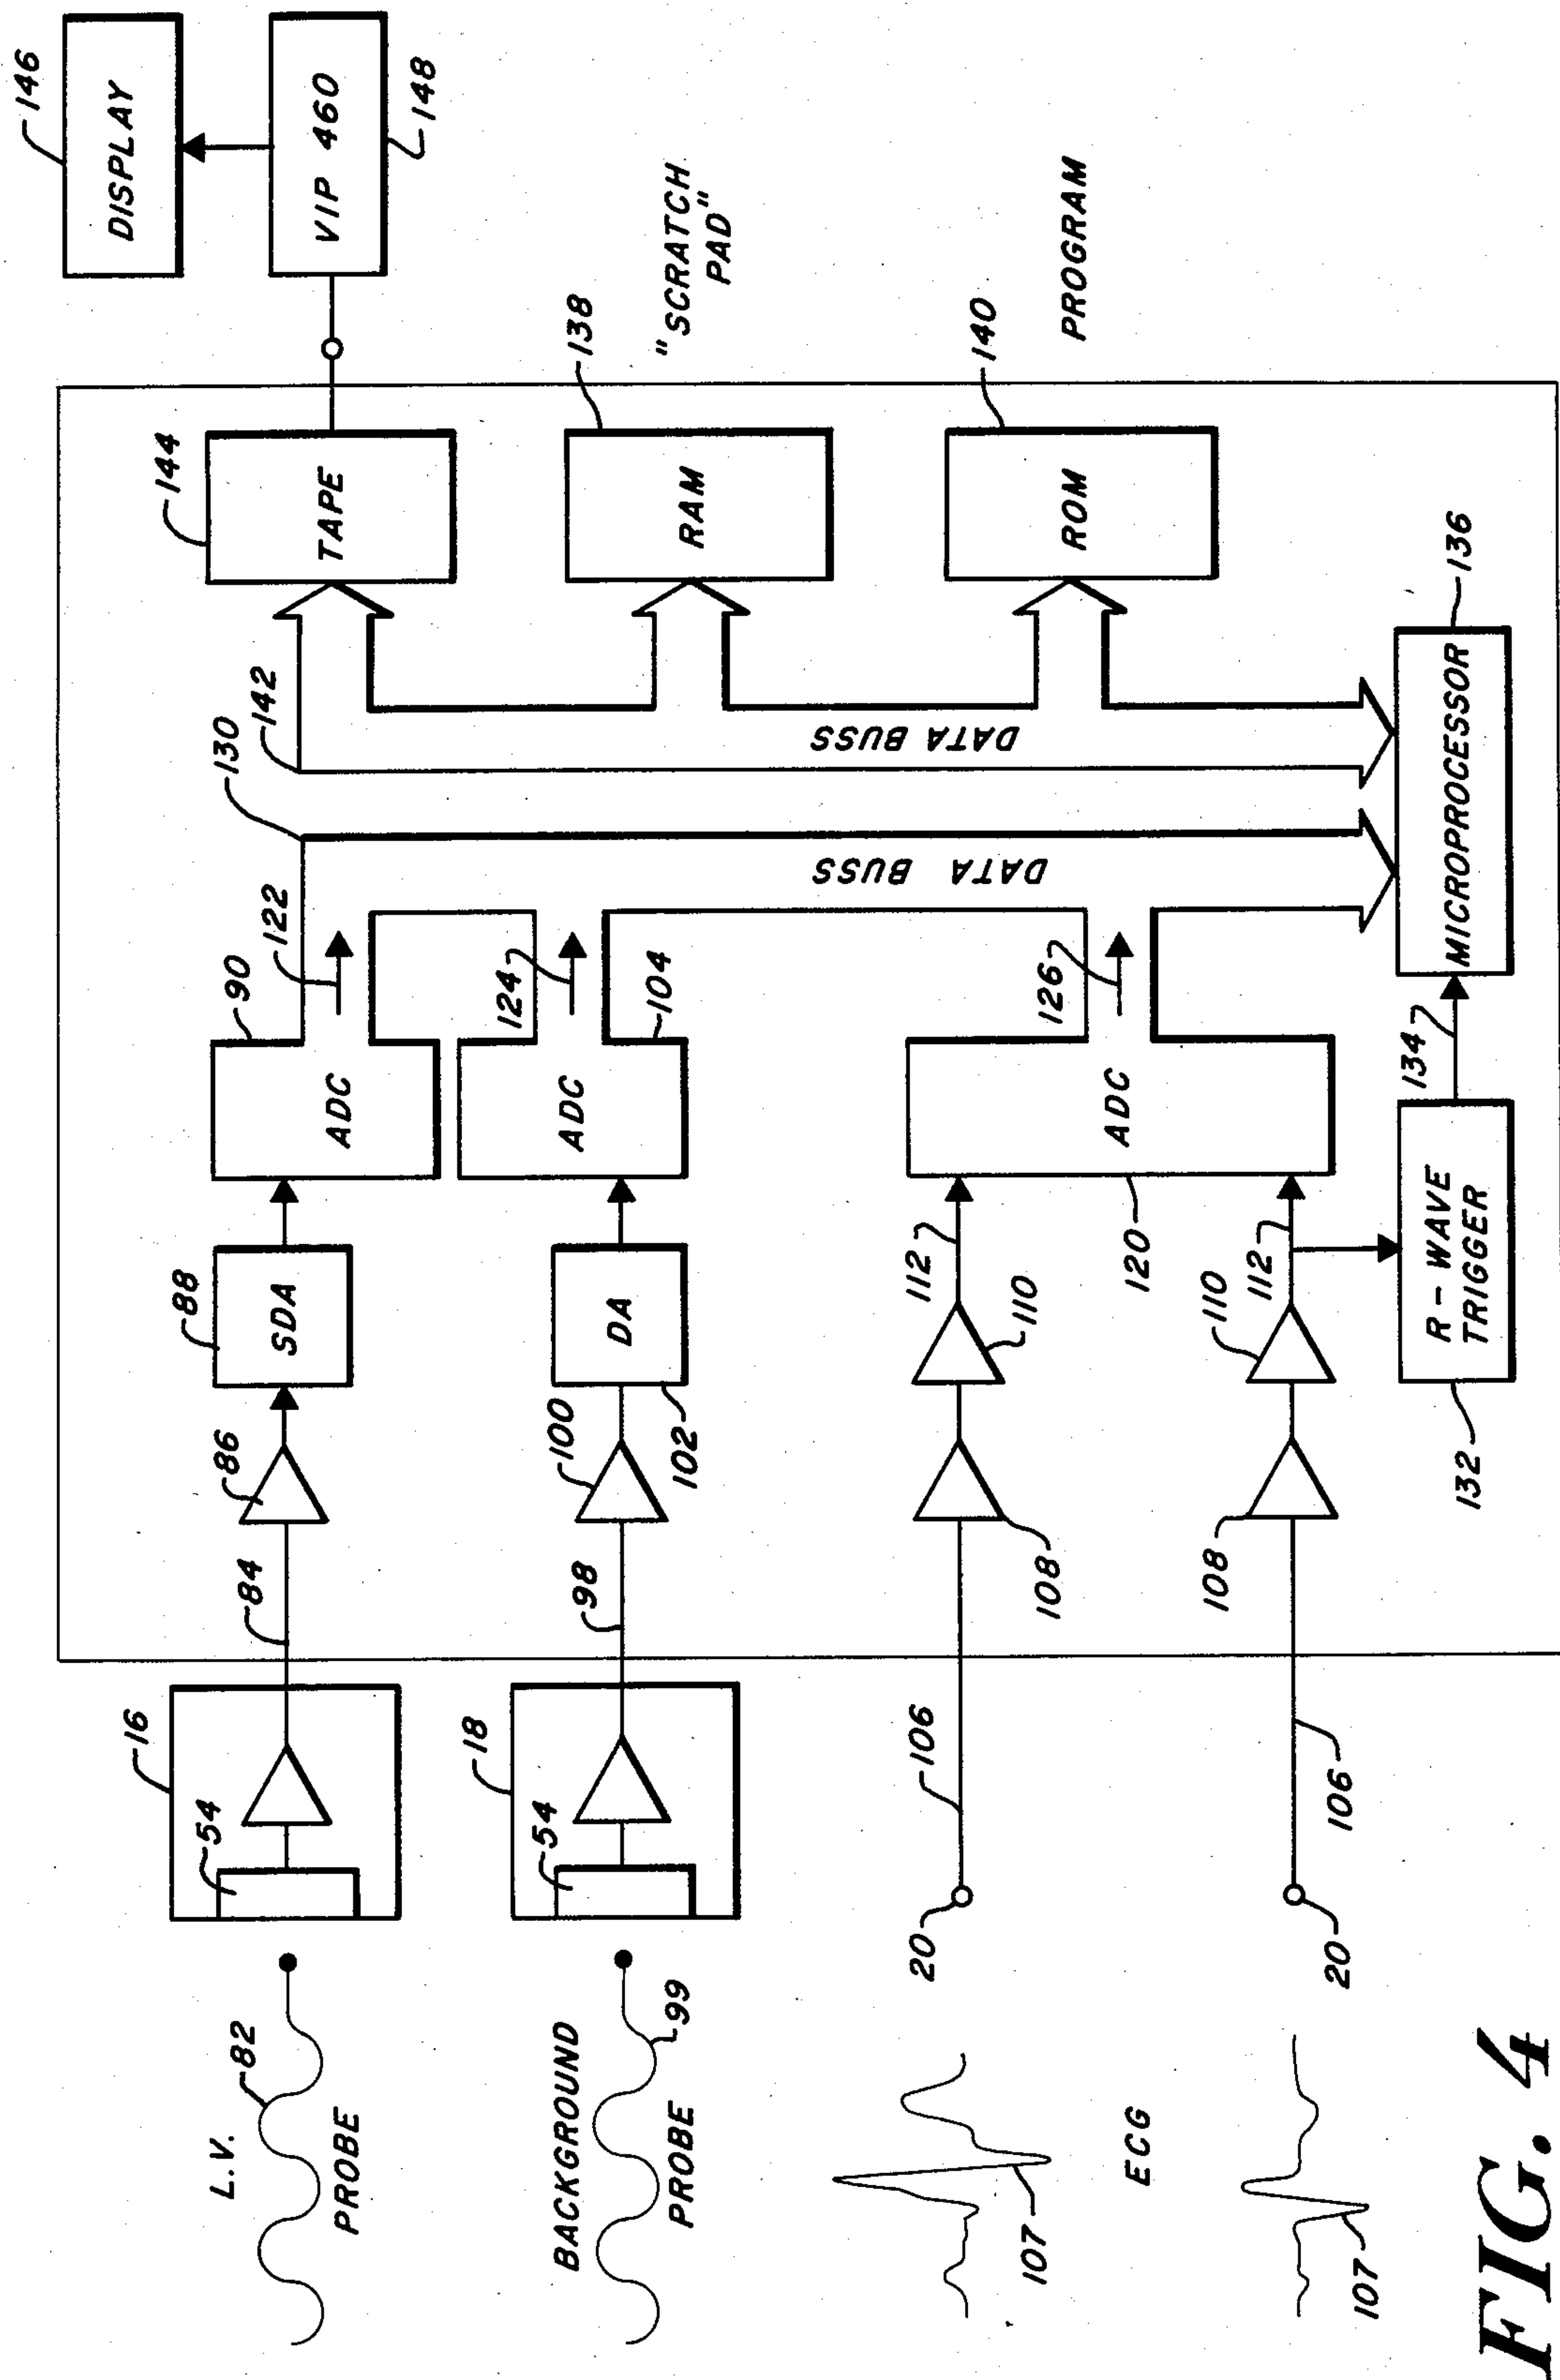 L.V.
82
PROBE
16
54
84
86
88
SDA
90
ADC
122
130
142
144
TAPE
146
DISPLAY
VIP 460
148
BACKGROUND
99
PROBE
18
54
98
100
DA
102
ADC
104
124
DATA BUSS
DATA BUSS
138
RAM
"SCRATCH
PAD"
107
ECG
20
106
108
110
112
ADC
120
126
140
ROM
PROGRAM
107
20
106
108
110
112
R-WAVE
TRIGGER
132
134
MICROPROCESSOR
136
FIG. 4